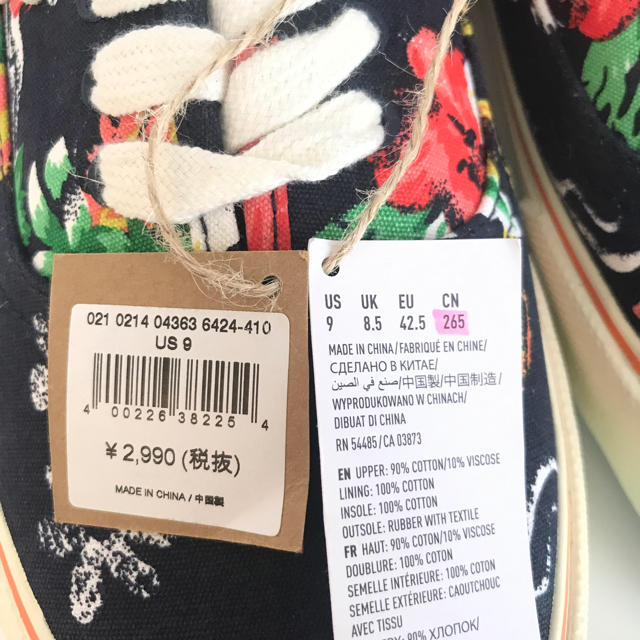 021 0214 04363 6424-410
US 9
4 00226 38225 4
¥2,990 (税抜)
MADE IN CHINA / 中国製
US UK EU CN
9 8.5 42.5 265
MADE IN CHINA/FABRIQUÉ EN CHINE/
СДЕЛАНО В КИТАЕ/
صنع في الصين/中国製/中国制造/
WYPRODUKOWANO W CHINACH/
DIBUAT DI CHINA
RN 54485/CA 03873
EN UPPER: 90% COTTON/10% VISCOSE
LINING: 100% COTTON
INSOLE: 100% COTTON
OUTSOLE: RUBBER WITH TEXTILE
FR HAUT: 90% COTON/10% VISCOSE
DOUBLURE: 100% COTON
SEMELLE INTÉRIEURE: 100% COTON
SEMELLE EXTÉRIEURE: CAOUTCHOUC
AVEC TISSU
90% ХЛОПОК/